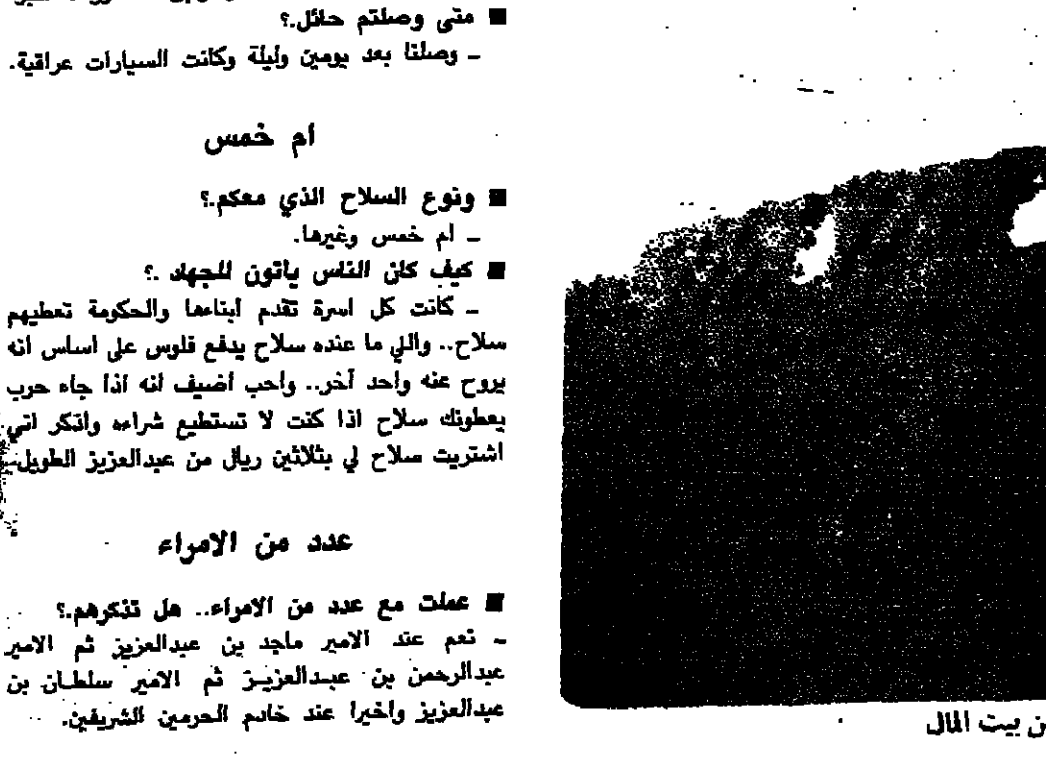 ■ متى وصلتم حائل.؟
ـ وصلنا بعد يومين وليلة وكانت السيارات عراقية.
ام خمس
■ ونوع السلاح الذي معكم.؟
ـ ام خمس وغيرها.
■ كيف كان الناس ياتون للجهاد .؟
ـ كانت كل اسرة تقدم ابناءها والحكومة تعطيهم
سلاح.. واللي ما عنده سلاح يدفع فلوس على اساس انه
يروح عنه واحد آخر.. واحب اضيف انه اذا جاء حرب
يعطونك سلاح اذا كنت لا تستطيع شراءه واذكر اني
اشتريت سلاح لي بثلاثين ريال من عبدالعزيز الطويل.
عدد من الامراء
■ عملت مع عدد من الامراء.. هل تذكرهم.؟
ـ نعم عند الامير ماجد بن عبدالعزيز ثم الامير
عبدالرحمن بن عبدالعزيز ثم الامير سلطان بن
عبدالعزيز واخيرا عند خادم الحرمين الشريفين.
ن بيت المال